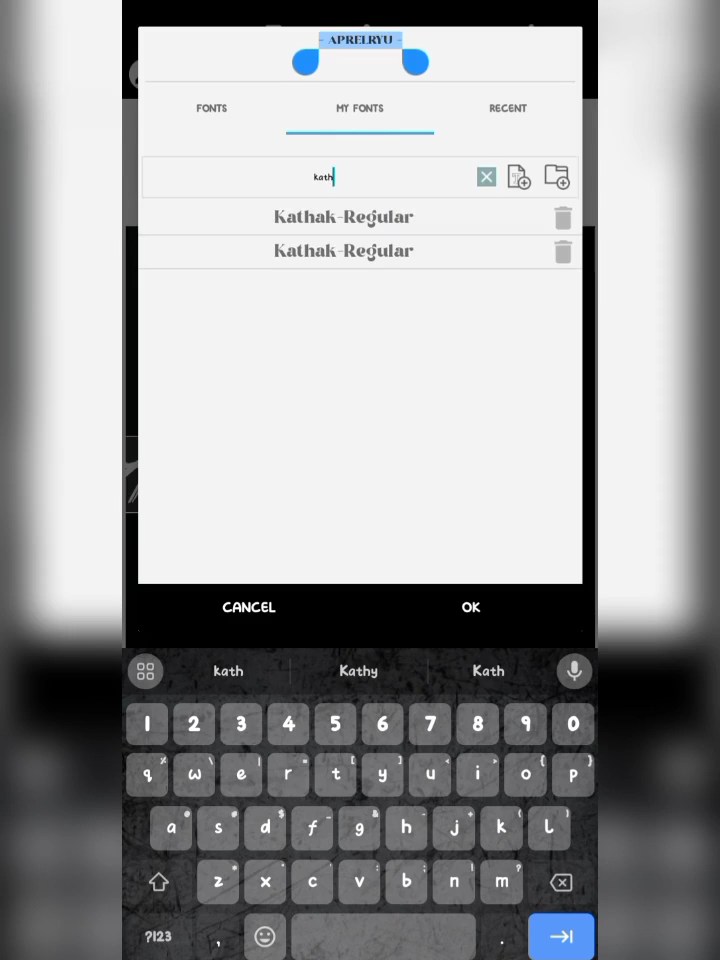 - APRELRYU -
FONTS MY FONTS RECENT
kath
Kathak-Regular
Kathak-Regular
CANCEL OK
kath Kathy Kath
1 2 3 4 5 6 7 8 9 0
q w e r t y u i o p
a s d f g h j k l
z x c v b n m
?123 , .